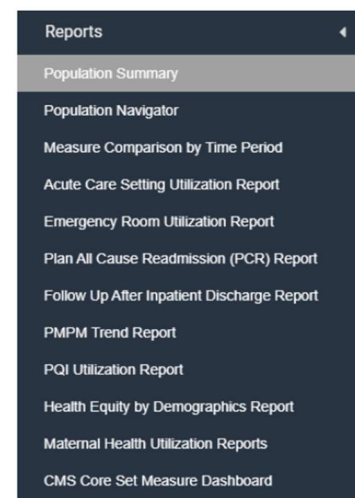 Reports
Population Summary
Population Navigator
Measure Comparison by Time Period
Acute Care Setting Utilization Report
Emergency Room Utilization Report
Plan All Cause Readmission (PCR) Report
Follow Up After Inpatient Discharge Report
PMPM Trend Report
PQI Utilization Report
Health Equity by Demographics Report
Maternal Health Utilization Reports
CMS Core Set Measure Dashboard